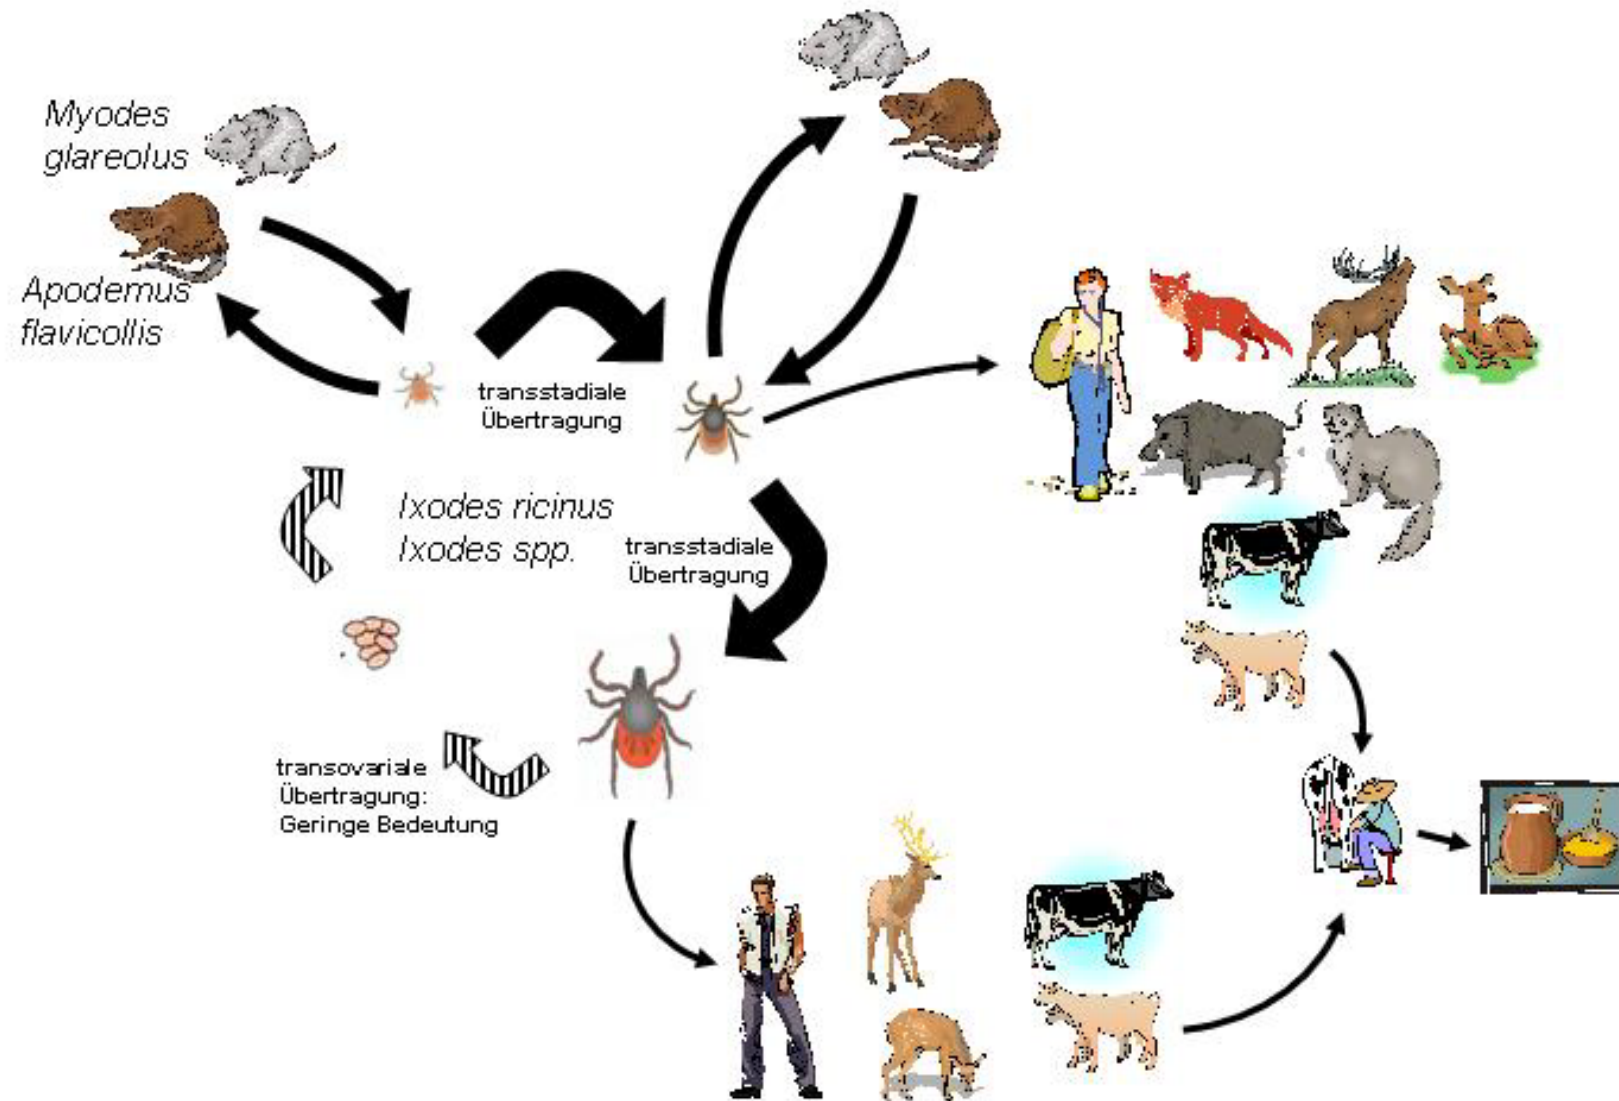 Myodes
glareolus
Apodemus
flavicollis
transstadiale
Übertragung
Ixodes ricinus
Ixodes spp.
transstadiale
Übertragung
transovariale
Übertragung:
Geringe Bedeutung